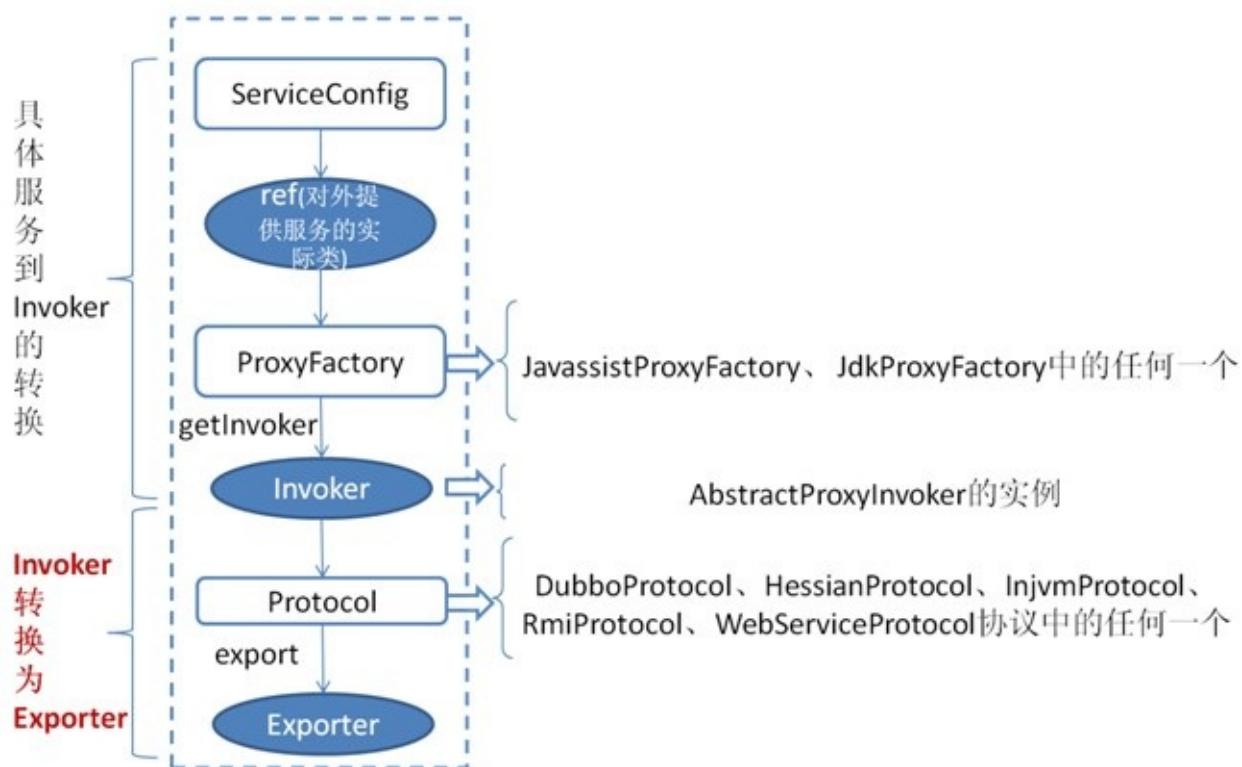 ServiceConfig
ref(对外提
供服务的实
际类)
具
体
服
务
到
Invoker
的
转
换
ProxyFactory
JavassistProxyFactory、JdkProxyFactory中的任何一个
getInvoker
Invoker
AbstractProxyInvoker的实例
Invoker
转
换
为
Exporter
Protocol
DubboProtocol、HessianProtocol、InjvmProtocol、
RmiProtocol、WebServiceProtocol协议中的任何一个
export
Exporter